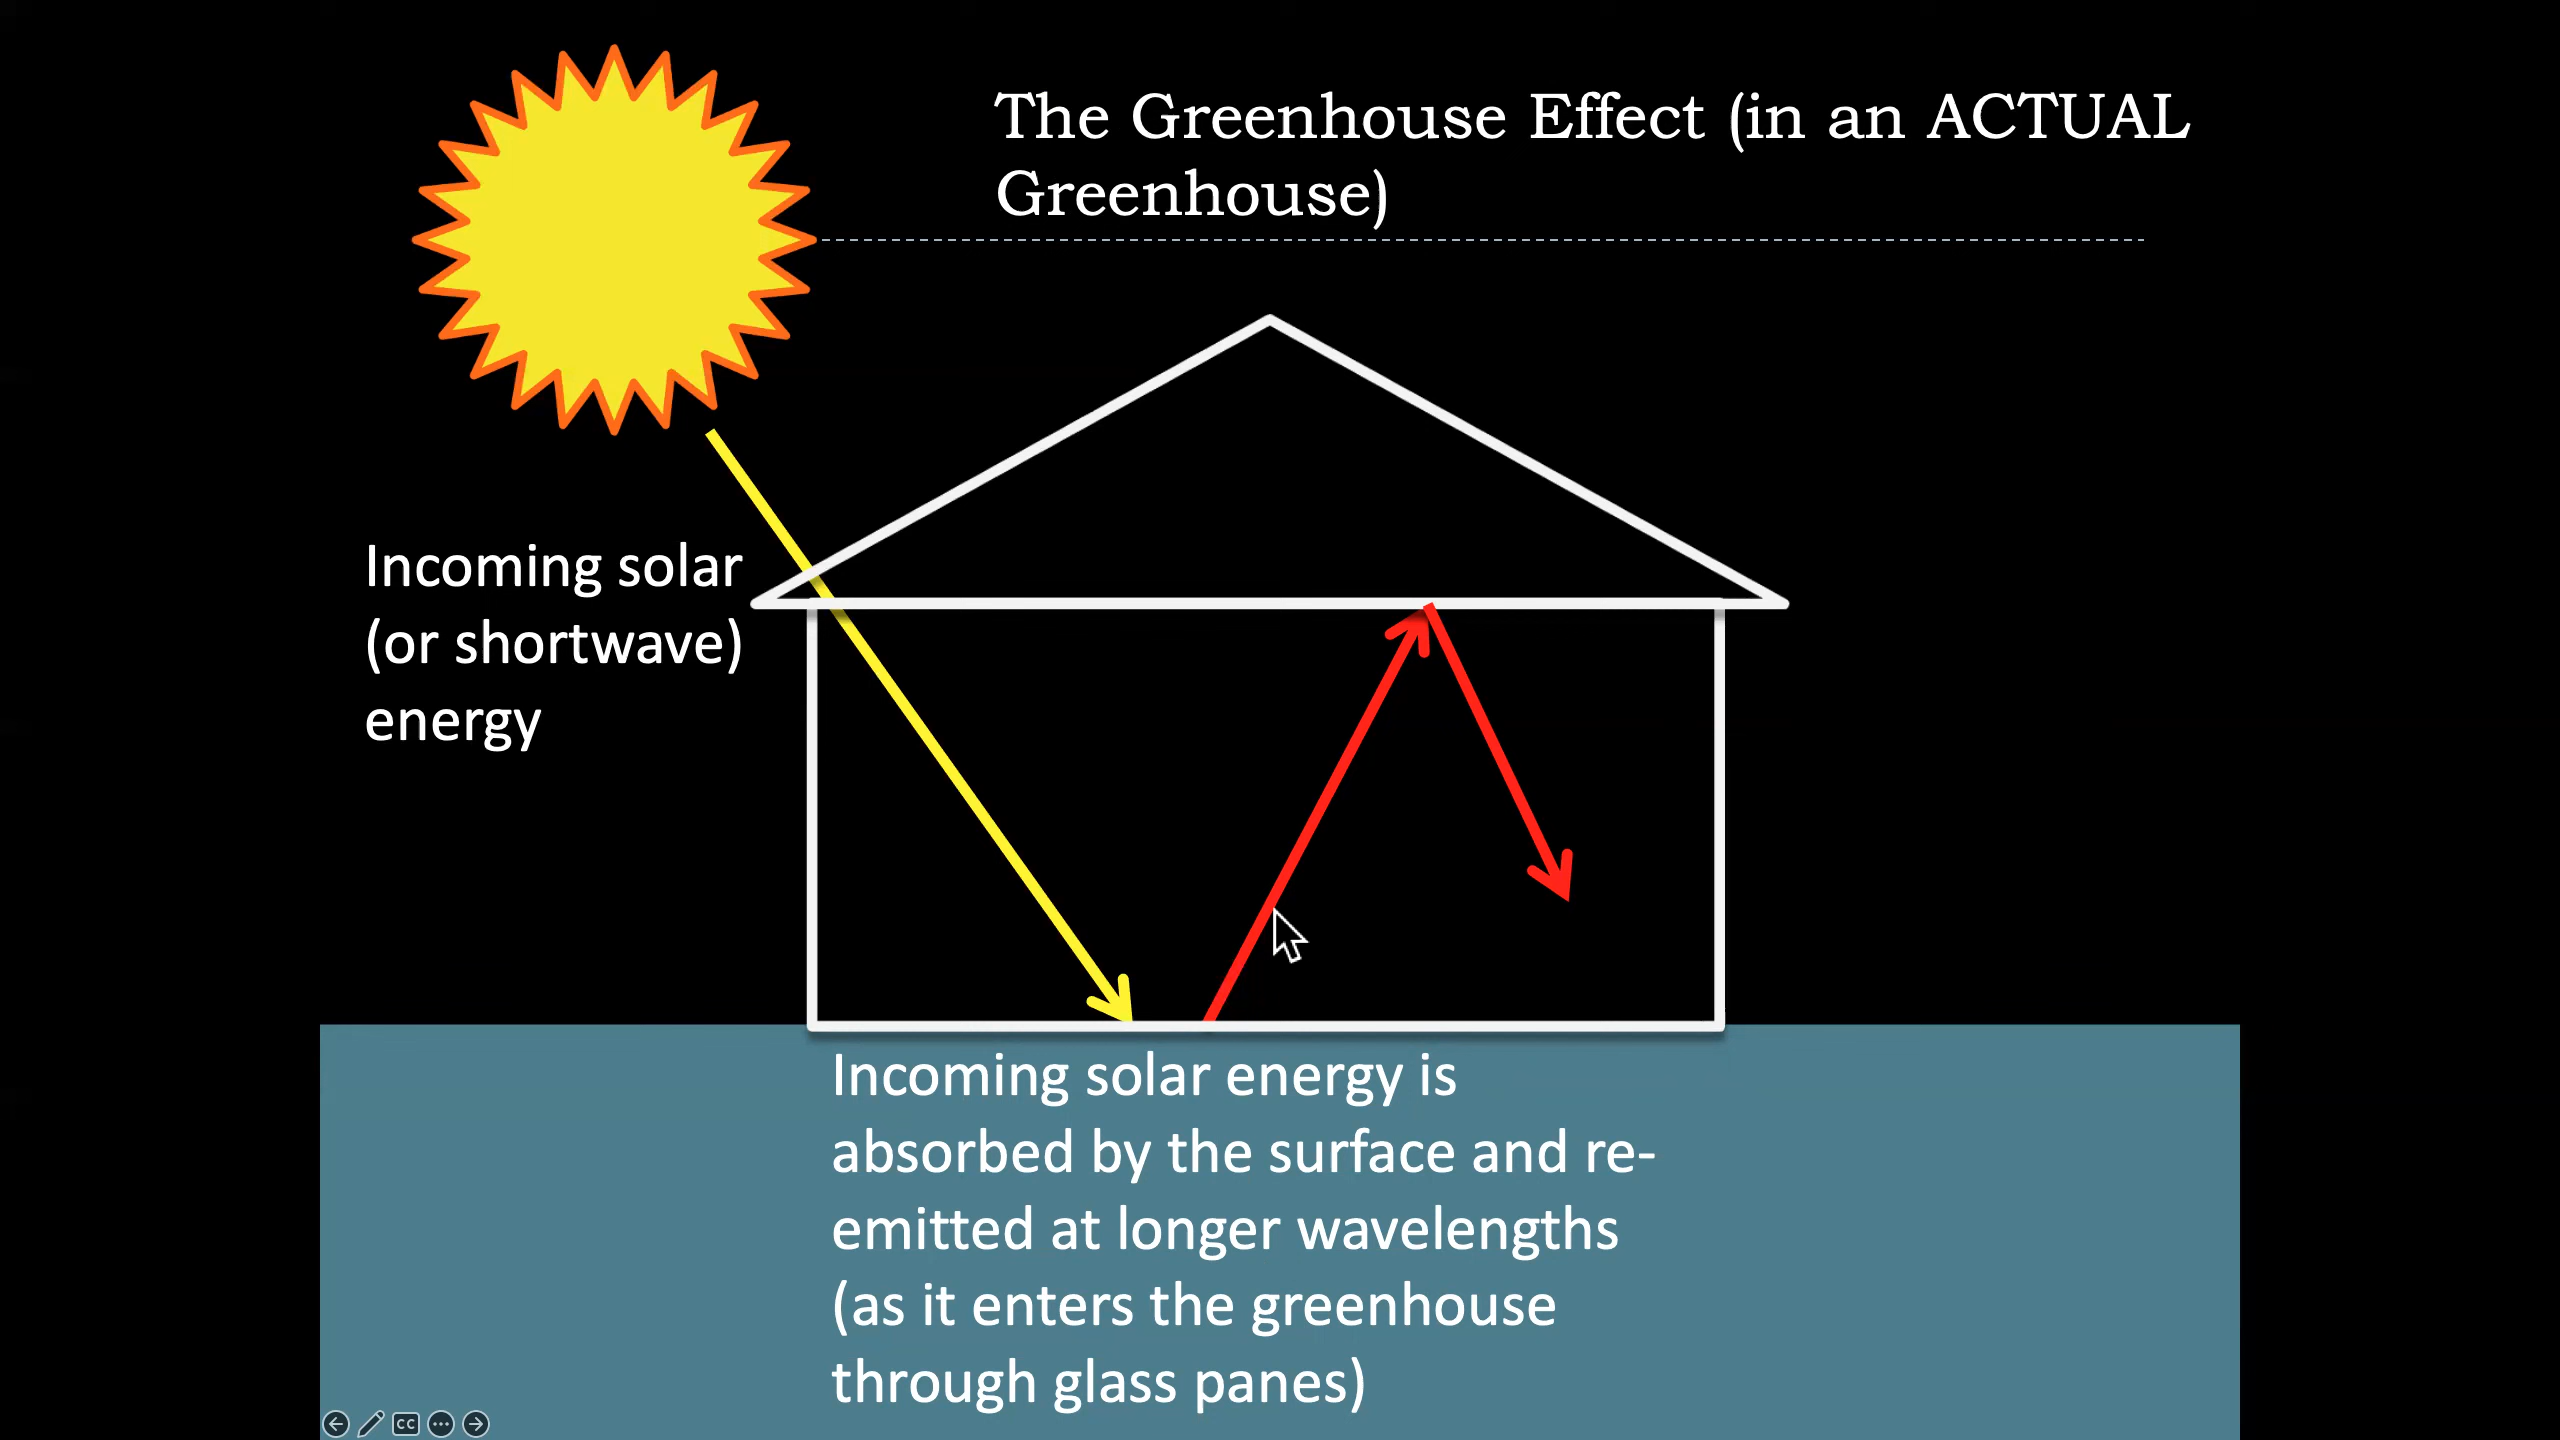 The Greenhouse Effect (in an ACTUAL
Greenhouse)
Incoming solar
(or shortwave)
energy
Incoming solar energy is
absorbed by the surface and re-
emitted at longer wavelengths
(as it enters the greenhouse
through glass panes)
CC